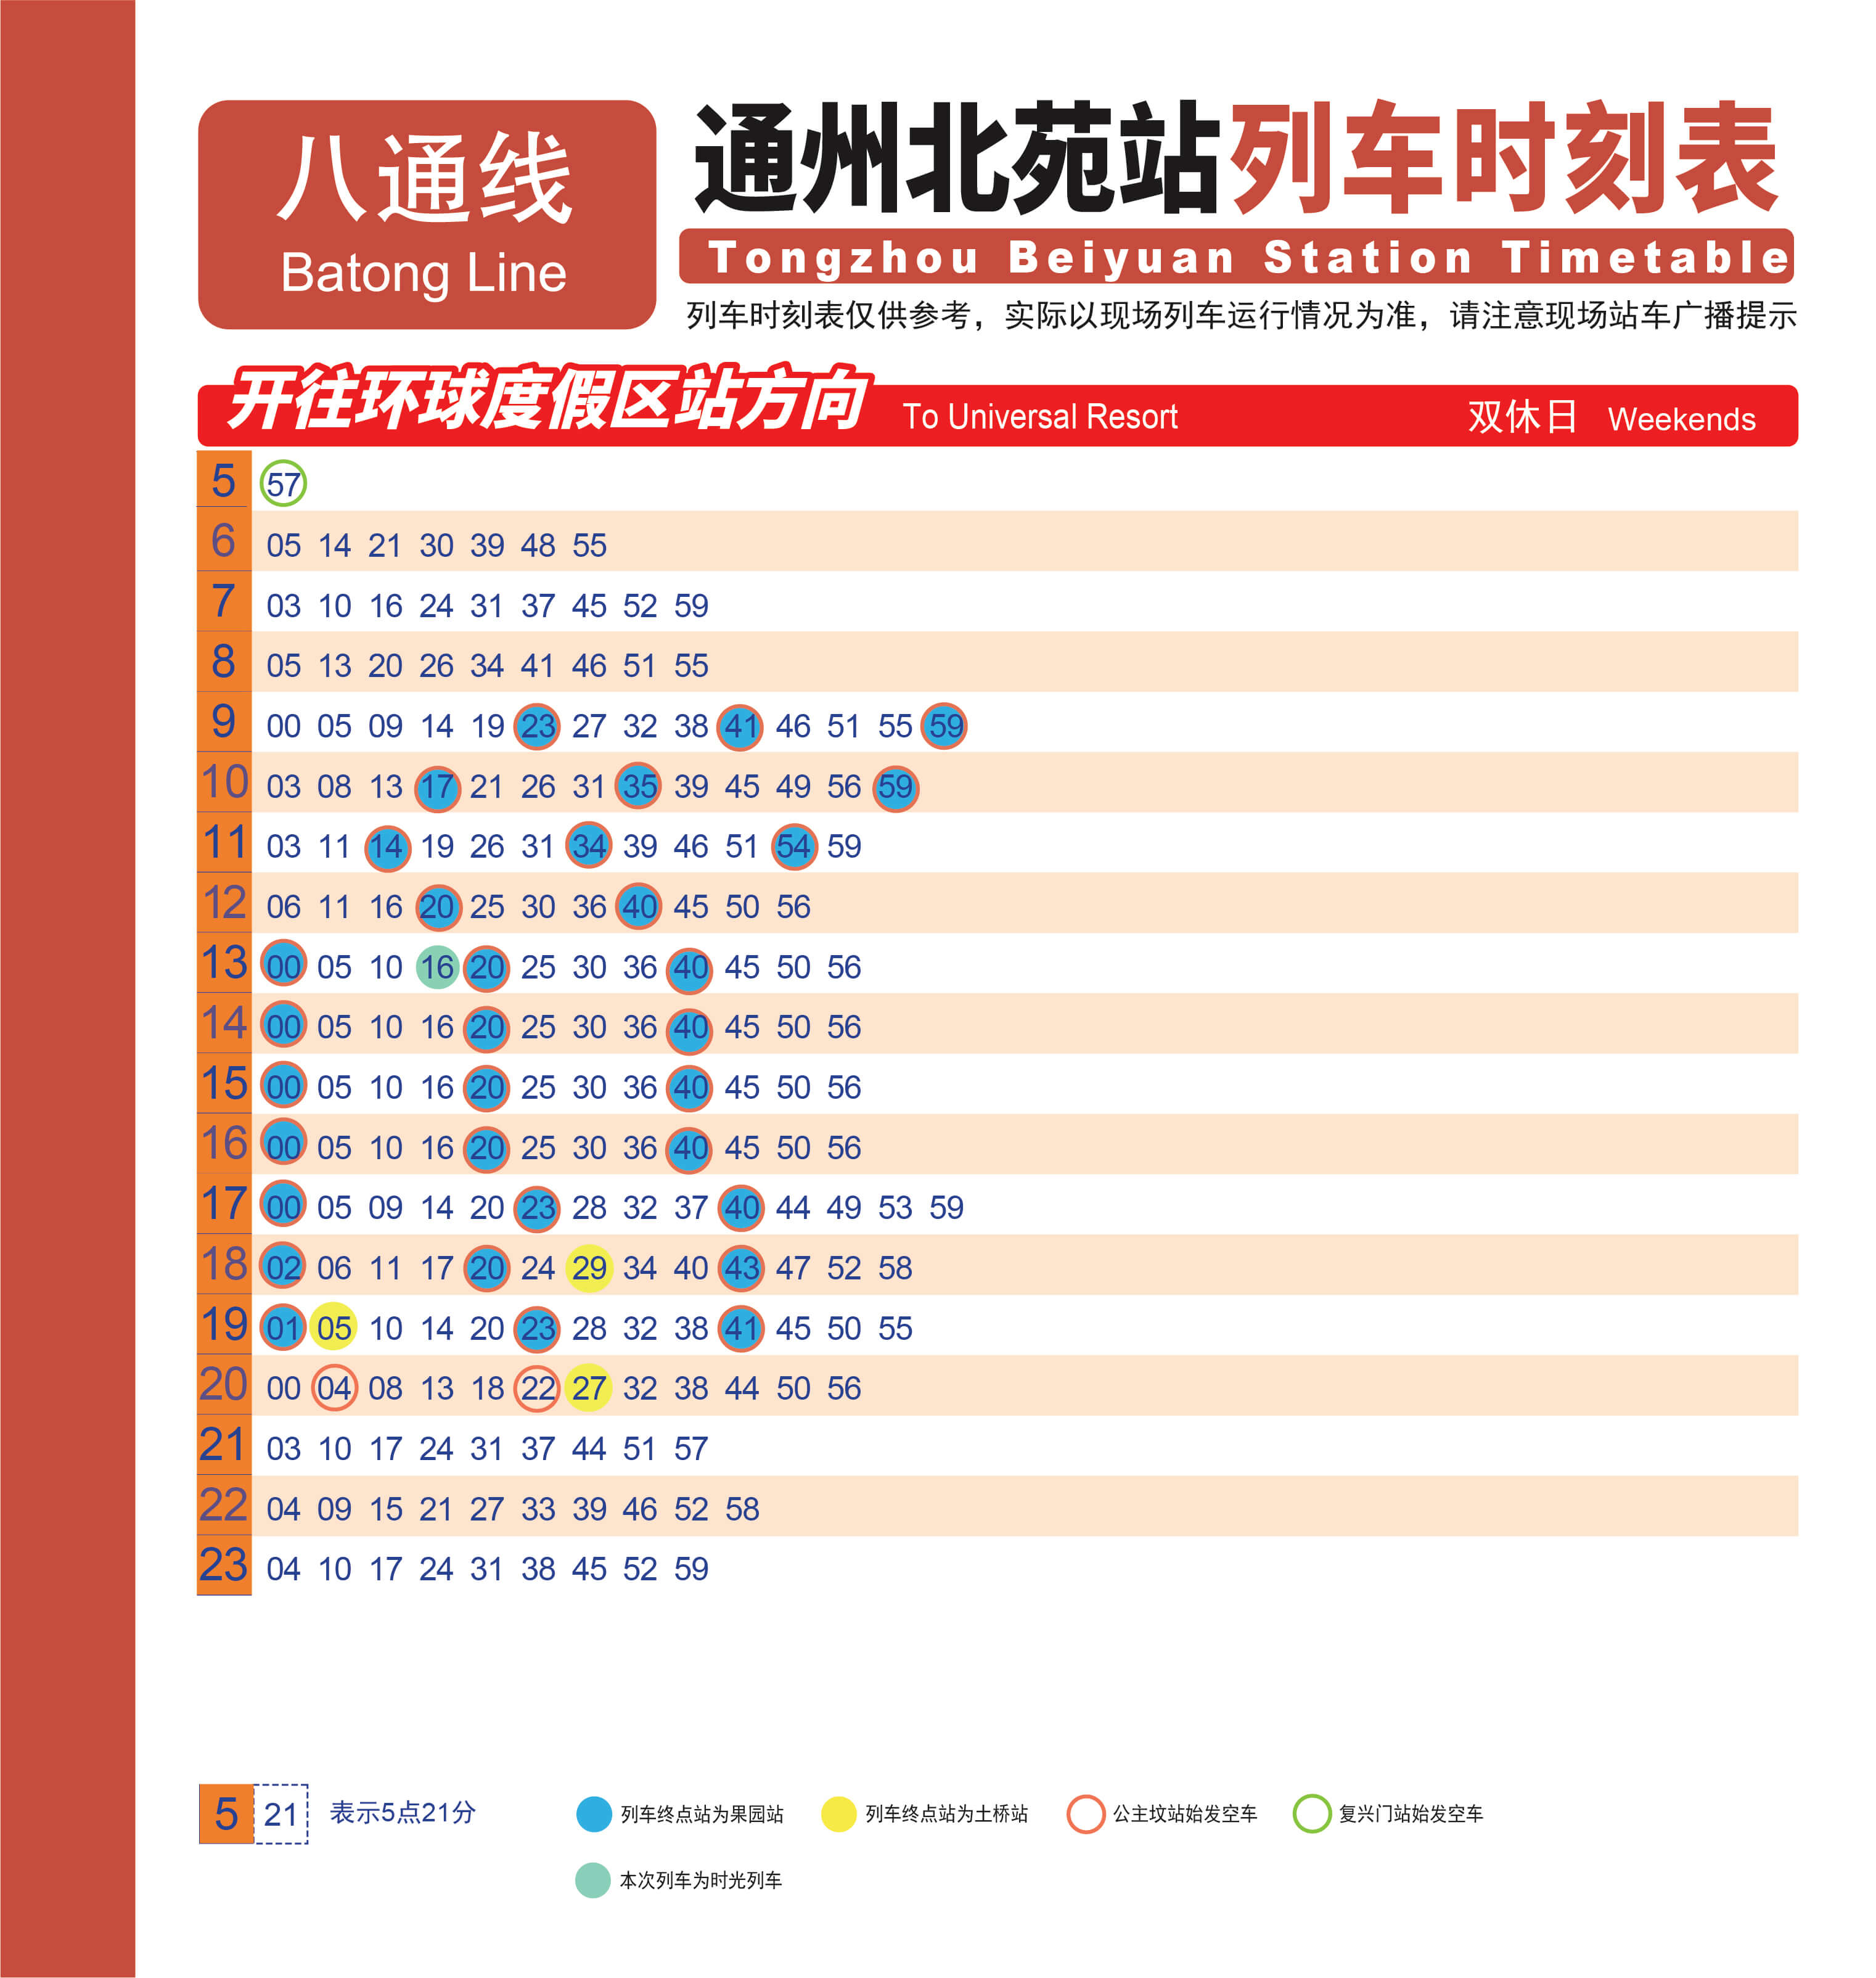 八通线
Batong Line
通州北苑站列车时刻表
Tongzhou Beiyuan Station Timetable
列车时刻表仅供参考，实际以现场列车运行情况为准，请注意现场站车广播提示
开往环球度假区站方向 To Universal Resort 双休日 Weekends
5 57
6 05 14 21 30 39 48 55
7 03 10 16 24 31 37 45 52 59
8 05 13 20 26 34 41 46 51 55
9 00 05 09 14 19 23 27 32 38 41 46 51 55 59
10 03 08 13 17 21 26 31 35 39 45 49 56 59
11 03 11 14 19 26 31 34 39 46 51 54 59
12 06 11 16 20 25 30 36 40 45 50 56
13 00 05 10 16 20 25 30 36 40 45 50 56
14 00 05 10 16 20 25 30 36 40 45 50 56
15 00 05 10 16 20 25 30 36 40 45 50 56
16 00 05 10 16 20 25 30 36 40 45 50 56
17 00 05 09 14 20 23 28 32 37 40 44 49 53 59
18 02 06 11 17 20 24 29 34 40 43 47 52 58
19 01 05 10 14 20 23 28 32 38 41 45 50 55
20 00 04 08 13 18 22 27 32 38 44 50 56
21 03 10 17 24 31 37 44 51 57
22 04 09 15 21 27 33 39 46 52 58
23 04 10 17 24 31 38 45 52 59
5 21 表示5点21分 列车终点站为果园站 列车终点站为土桥站 公主坟站始发空车 复兴门站始发空车
本次列车为时光列车